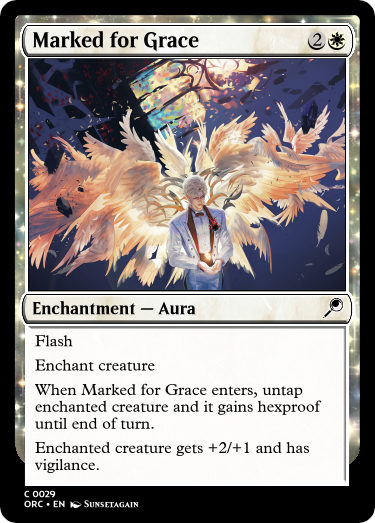 Marked for Grace 2
Enchantment — Aura
Flash
Enchant creature
When Marked for Grace enters, untap
enchanted creature and it gains hexproof
until end of turn.
Enchanted creature gets +2/+1 and has
vigilance.
C 0029
ORC • EN Sunsetagain